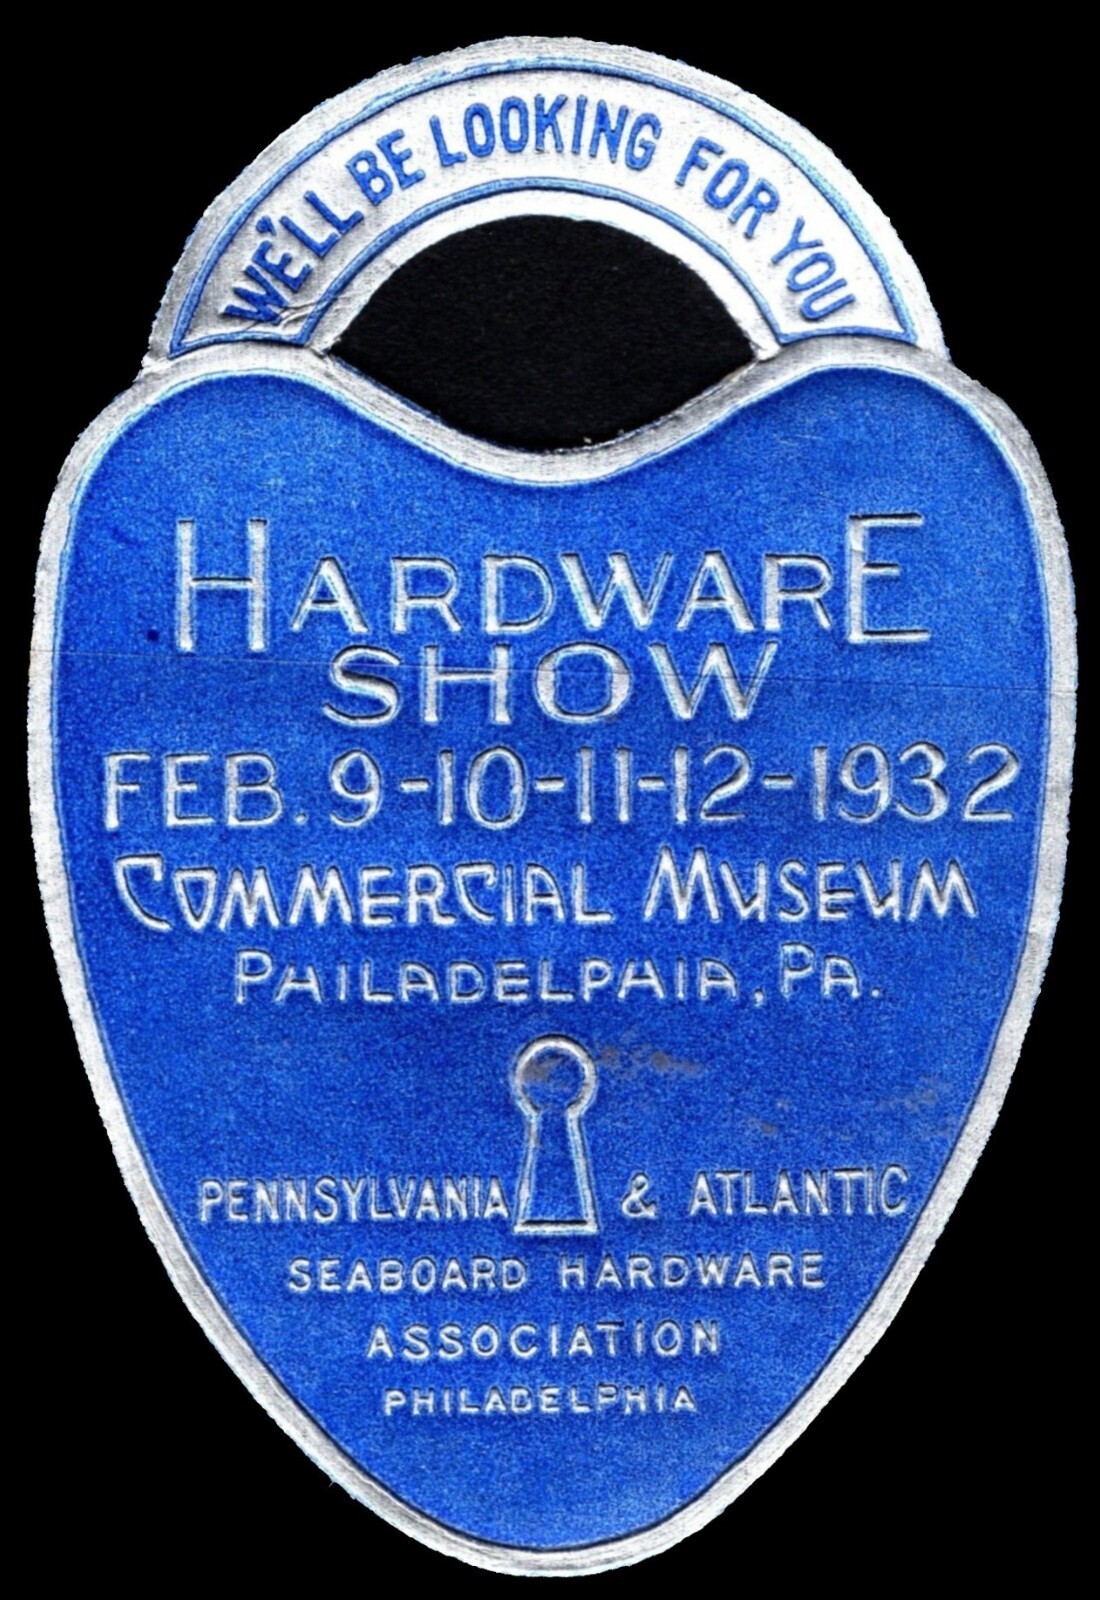 WE'LL BE LOOKING FOR YOU
HARDWARE
SHOW
FEB. 9-10-11-12-1932
COMMERCIAL MUSEUM
PHILADELPHIA, PA.
PENNSYLVANIA & ATLANTIC
SEABOARD HARDWARE
ASSOCIATION
PHILADELPHIA